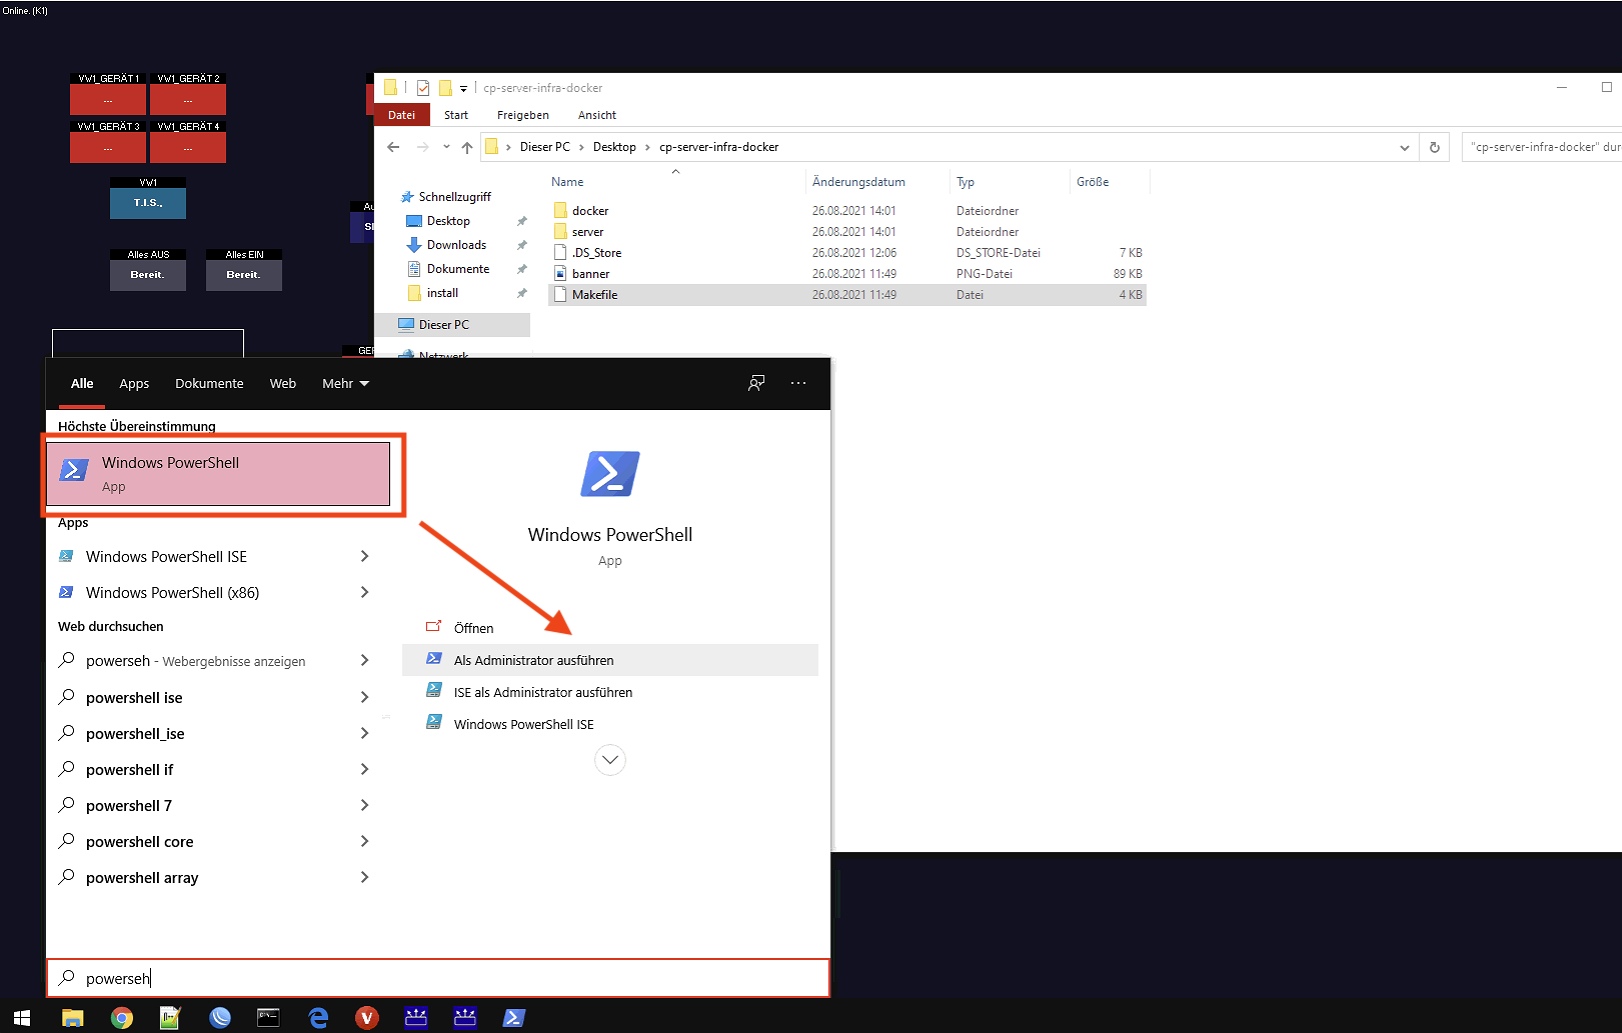 Online. (K1)
VW1_GERÄT 1
VW1_GERÄT 2
...
...
VW1_GERÄT 3
VW1_GERÄT 4
...
...
VW1
T.I.S.,
Alles AUS
Alles EIN
Bereit.
Bereit.
cp-server-infra-docker
Datei Start Freigeben Ansicht
Dieser PC Desktop cp-server-infra-docker
"cp-server-infra-docker"
Schnellzugriff
Desktop
Downloads
Dokumente
install
Dieser PC
Netzwerk
Name Änderungsdatum Typ Größe
docker 26.08.2021 14:01 Dateiordner
server 26.08.2021 14:01 Dateiordner
.DS_Store 26.08.2021 12:06 DS_STORE-Datei 7 KB
banner 26.08.2021 11:49 PNG-Datei 89 KB
Makefile 26.08.2021 11:49 Datei 4 KB
Alle Apps Dokumente Web Mehr
Höchste Übereinstimmung
Windows PowerShell
App
Apps
Windows PowerShell ISE
Windows PowerShell (x86)
Web durchsuchen
powerseh - Webergebnisse anzeigen
powershell ise
powershell_ise
powershell if
powershell 7
powershell core
powershell array
Windows PowerShell
App
Öffnen
Als Administrator ausführen
ISE als Administrator ausführen
Windows PowerShell ISE
powerseh